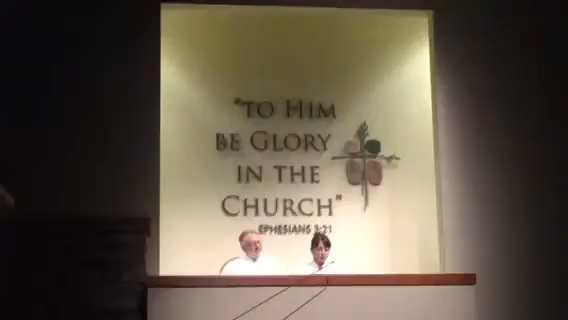 "TO HIM
BE GLORY
IN THE
CHURCH"
EPHESIANS 3:21